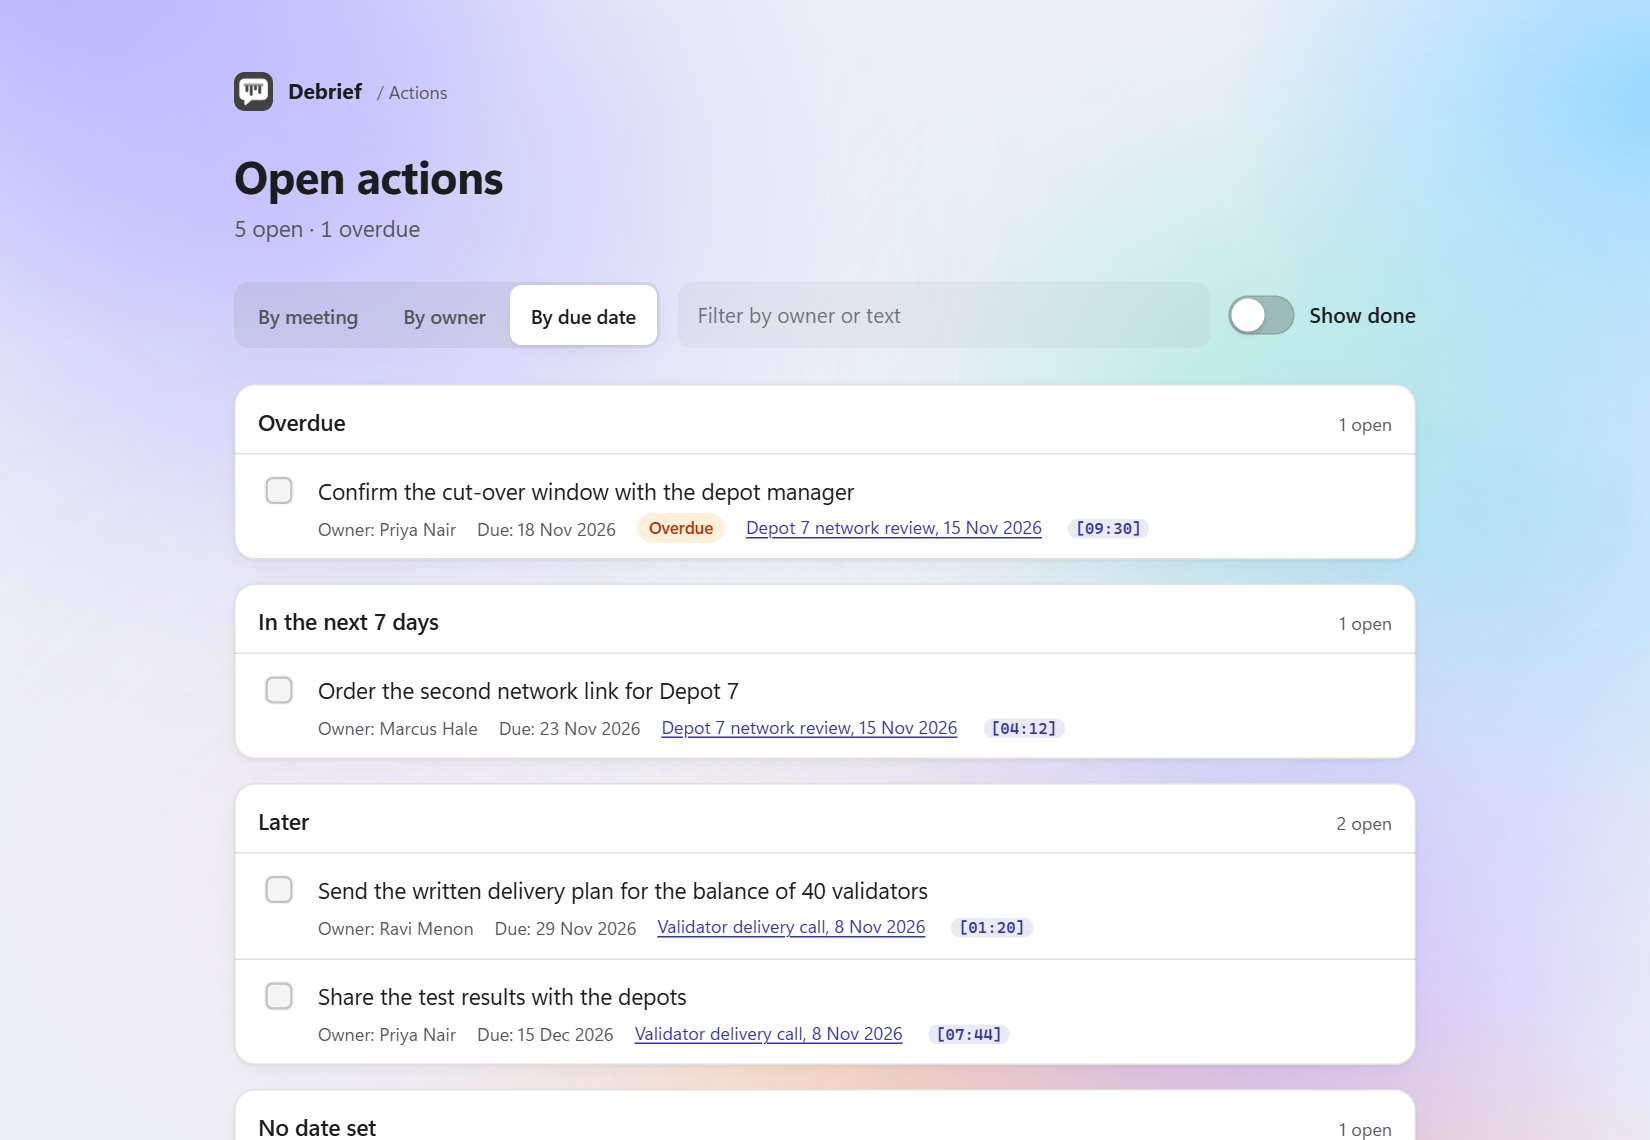 Debrief / Actions
Open actions
5 open · 1 overdue
By meeting By owner By due date Filter by owner or text Show done
Overdue 1 open
Confirm the cut-over window with the depot manager
Owner: Priya Nair Due: 18 Nov 2026 Overdue Depot 7 network review, 15 Nov 2026 [09:30]
In the next 7 days 1 open
Order the second network link for Depot 7
Owner: Marcus Hale Due: 23 Nov 2026 Depot 7 network review, 15 Nov 2026 [04:12]
Later 2 open
Send the written delivery plan for the balance of 40 validators
Owner: Ravi Menon Due: 29 Nov 2026 Validator delivery call, 8 Nov 2026 [01:20]
Share the test results with the depots
Owner: Priya Nair Due: 15 Dec 2026 Validator delivery call, 8 Nov 2026 [07:44]
No date set 1 open